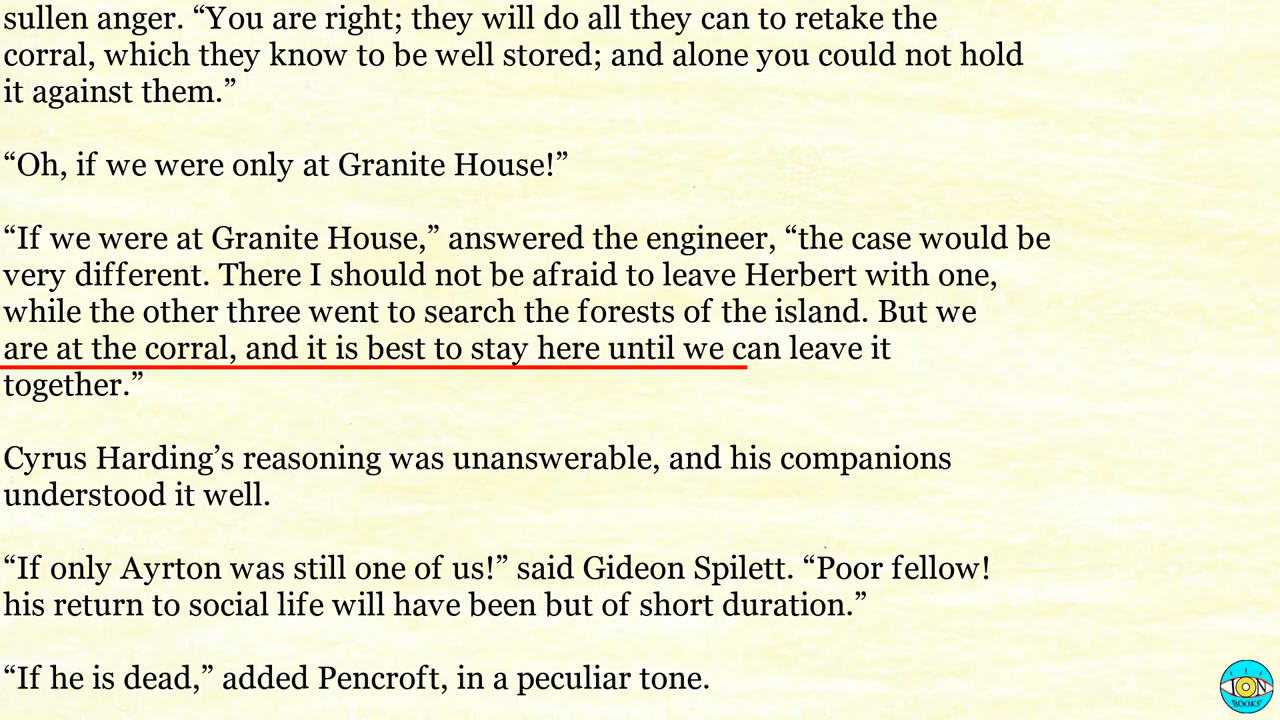 sullen anger. “You are right; they will do all they can to retake the
corral, which they know to be well stored; and alone you could not hold
it against them.”
“Oh, if we were only at Granite House!”
“If we were at Granite House,” answered the engineer, “the case would be
very different. There I should not be afraid to leave Herbert with one,
while the other three went to search the forests of the island. But we
are at the corral, and it is best to stay here until we can leave it
together.”
Cyrus Harding’s reasoning was unanswerable, and his companions
understood it well.
“If only Ayrton was still one of us!” said Gideon Spilett. “Poor fellow!
his return to social life will have been but of short duration.”
“If he is dead,” added Pencroft, in a peculiar tone.
ION
BOOKS